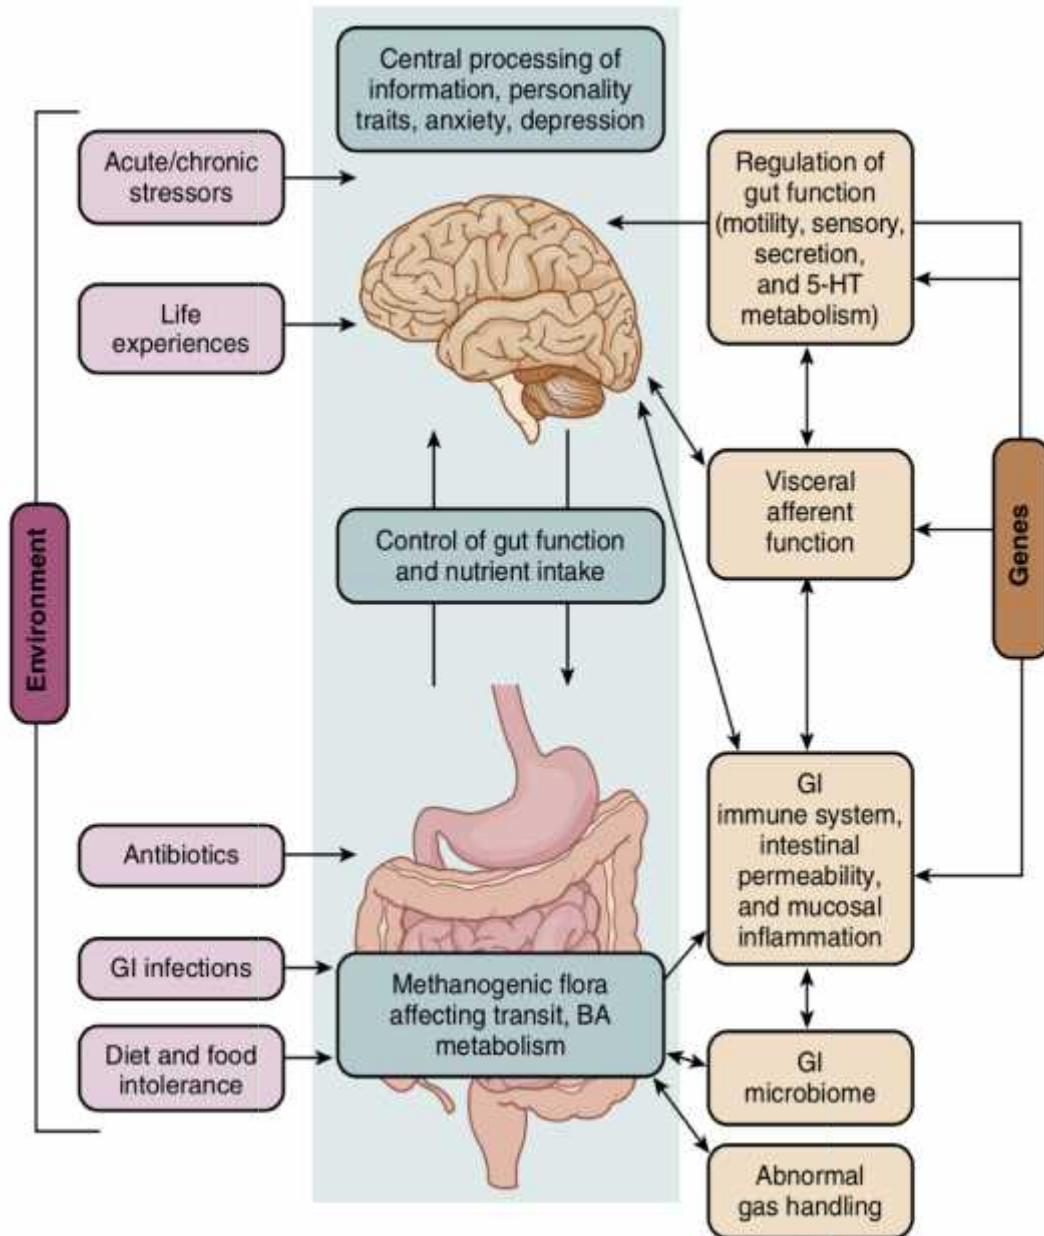 Central processing of
information, personality
traits, anxiety, depression
Acute/chronic
stressors
Life
experiences
Environment
Antibiotics
GI infections
Diet and food
intolerance
Control of gut function
and nutrient intake
Methanogenic flora
affecting transit, BA
metabolism
Regulation of
gut function
(motility, sensory,
secretion,
and 5-HT
metabolism)
Visceral
afferent
function
Genes
GI
immune system,
intestinal
permeability,
and mucosal
inflammation
GI
microbiome
Abnormal
gas handling